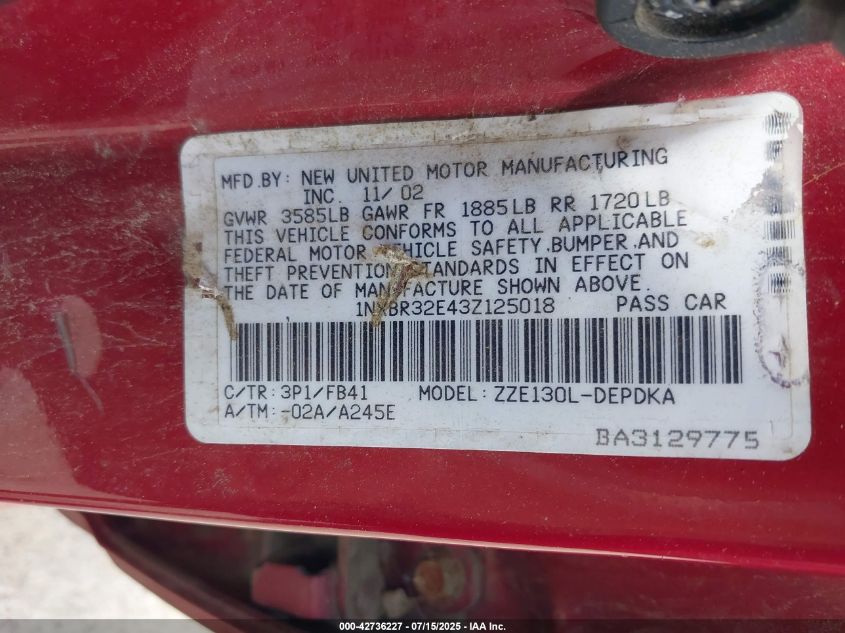 MFD.BY: NEW UNITED MOTOR MANUFACTURING
INC. 11/02
GVWR 3585LB GAWR FR 1885LB RR 1720LB
THIS VEHICLE CONFORMS TO ALL APPLICABLE
FEDERAL MOTOR VEHICLE SAFETY,BUMPER,AND
THEFT PREVENTION STANDARDS IN EFFECT ON
THE DATE OF MANUFACTURE SHOWN ABOVE.
1NXBR32E43Z125018 PASS CAR
C/TR: 3P1/FB41 MODEL: ZZE130L-DEPDKA
A/TM: -02A/A245E
BA3129775
000-42736227 - 07/15/2025 - IAA Inc.